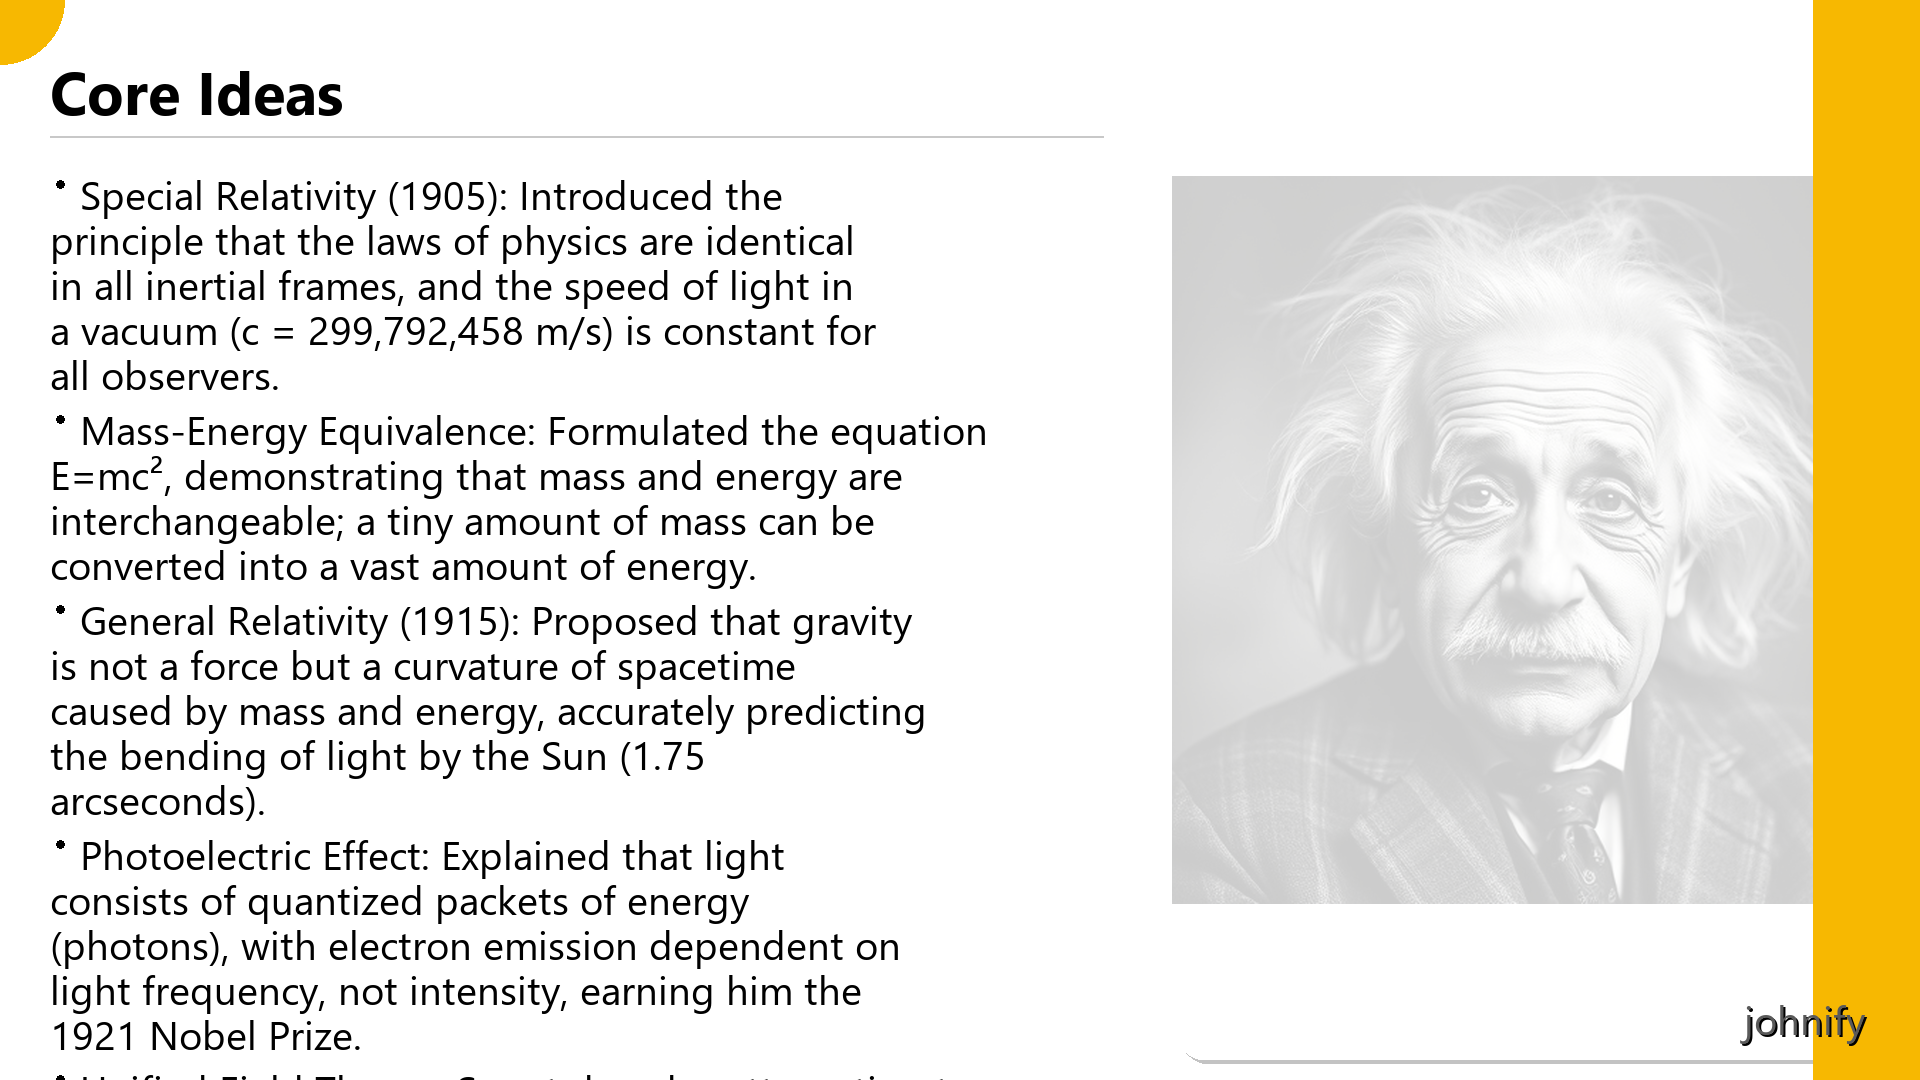 Core Ideas
• Special Relativity (1905): Introduced the
principle that the laws of physics are identical
in all inertial frames, and the speed of light in
a vacuum (c = 299,792,458 m/s) is constant for
all observers.
• Mass-Energy Equivalence: Formulated the equation
E=mc², demonstrating that mass and energy are
interchangeable; a tiny amount of mass can be
converted into a vast amount of energy.
• General Relativity (1915): Proposed that gravity
is not a force but a curvature of spacetime
caused by mass and energy, accurately predicting
the bending of light by the Sun (1.75
arcseconds).
• Photoelectric Effect: Explained that light
consists of quantized packets of energy
(photons), with electron emission dependent on
light frequency, not intensity, earning him the
1921 Nobel Prize.
• Unified Field
johnify